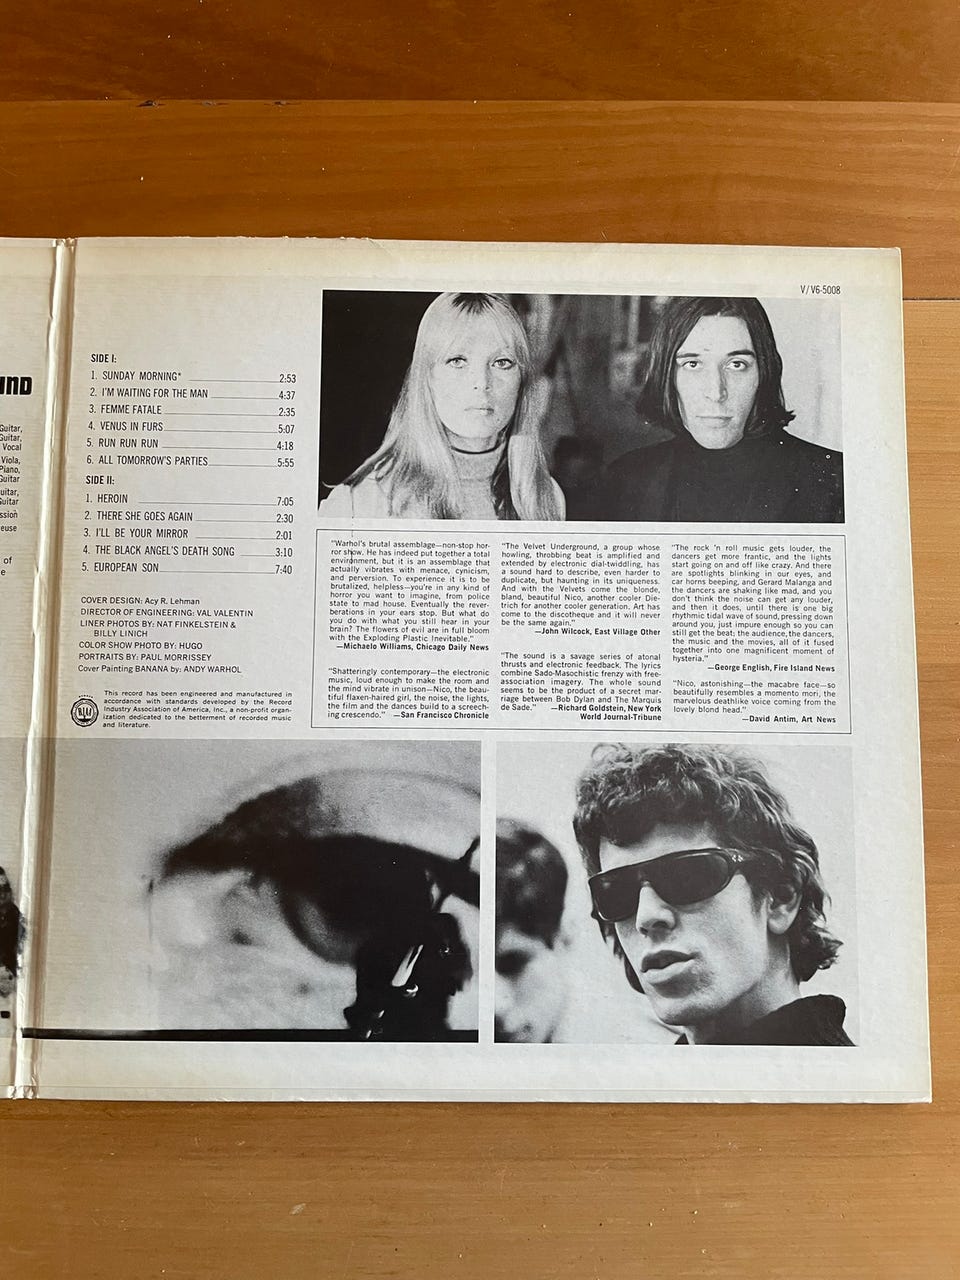 IND
Guitar,
Guitar,
Vocal
Viola,
Piano,
Guitar
uitar,
Guitar
ssion
euse
of
e
V/V6-5008
SIDE I:
1. SUNDAY MORNING* 2:53
2. I'M WAITING FOR THE MAN 4:37
3. FEMME FATALE 2:35
4. VENUS IN FURS 5:07
5. RUN RUN RUN 4:18
6. ALL TOMORROW'S PARTIES 5:55
SIDE II:
1. HEROIN 7:05
2. THERE SHE GOES AGAIN 2:30
3. I'LL BE YOUR MIRROR 2:01
4. THE BLACK ANGEL'S DEATH SONG 3:10
5. EUROPEAN SON 7:40
COVER DESIGN: Acy R. Lehman
DIRECTOR OF ENGINEERING: VAL VALENTIN
LINER PHOTOS BY: NAT FINKELSTEIN &
BILLY LINICH
COLOR SHOW PHOTO BY: HUGO
PORTRAITS BY: PAUL MORRISSEY
Cover Painting BANANA by: ANDY WARHOL
This record has been engineered and manufactured in
accordance with standards developed by the Record
Industry Association of America, Inc., a non-profit organ-
ization dedicated to the betterment of recorded music
and literature.
"Warhol's brutal assemblage—non-stop hor-
ror show. He has indeed put together a total
environment, but it is an assemblage that
actually vibrates with menace, cynicism,
and perversion. To experience it is to be
brutalized, helpless—you're in any kind of
horror you want to imagine, from police
state to mad house. Eventually the rever-
berations in your ears stop. But what do
you do with what you still hear in your
brain? The flowers of evil are in full bloom
with the Exploding Plastic Inevitable."
—Michaelo Williams, Chicago Daily News
"Shatteringly contemporary—the electronic
music, loud enough to make the room and
the mind vibrate in unison—Nico, the beau-
tiful flaxen-haired girl, the noise, the lights,
the film and the dances build to a screech-
ing crescendo." —San Francisco Chronicle
"The Velvet Underground, a group whose
howling, throbbing beat is amplified and
extended by electronic dial-twiddling, has
a sound hard to describe, even harder to
duplicate, but haunting in its uniqueness.
And with the Velvets come the blonde,
bland, beautiful Nico, another cooler Die-
trich for another cooler generation. Art has
come to the discotheque and it will never
be the same again."
—John Wilcock, East Village Other
"The sound is a savage series of atonal
thrusts and electronic feedback. The lyrics
combine Sado-Masochistic frenzy with free-
association imagery. The whole sound
seems to be the product of a secret mar-
riage between Bob Dylan and The Marquis
de Sade." —Richard Goldstein, New York
World Journal-Tribune
"The rock 'n roll music gets louder, the
dancers get more frantic, and the lights
start going on and off like crazy. And there
are spotlights blinking in our eyes, and
car horns beeping, and Gerard Malanga and
the dancers are shaking like mad, and you
don't think the noise can get any louder,
and then it does, until there is one big
rhythmic tidal wave of sound, pressing down
around you, just impure enough so you can
still get the beat; the audience, the dancers,
the music and the movies, all of it fused
together into one magnificent moment of
hysteria."
—George English, Fire Island News
"Nico, astonishing—the macabre face—so
beautifully resembles a momento mori, the
marvelous deathlike voice coming from the
lovely blond head."
—David Antim, Art News